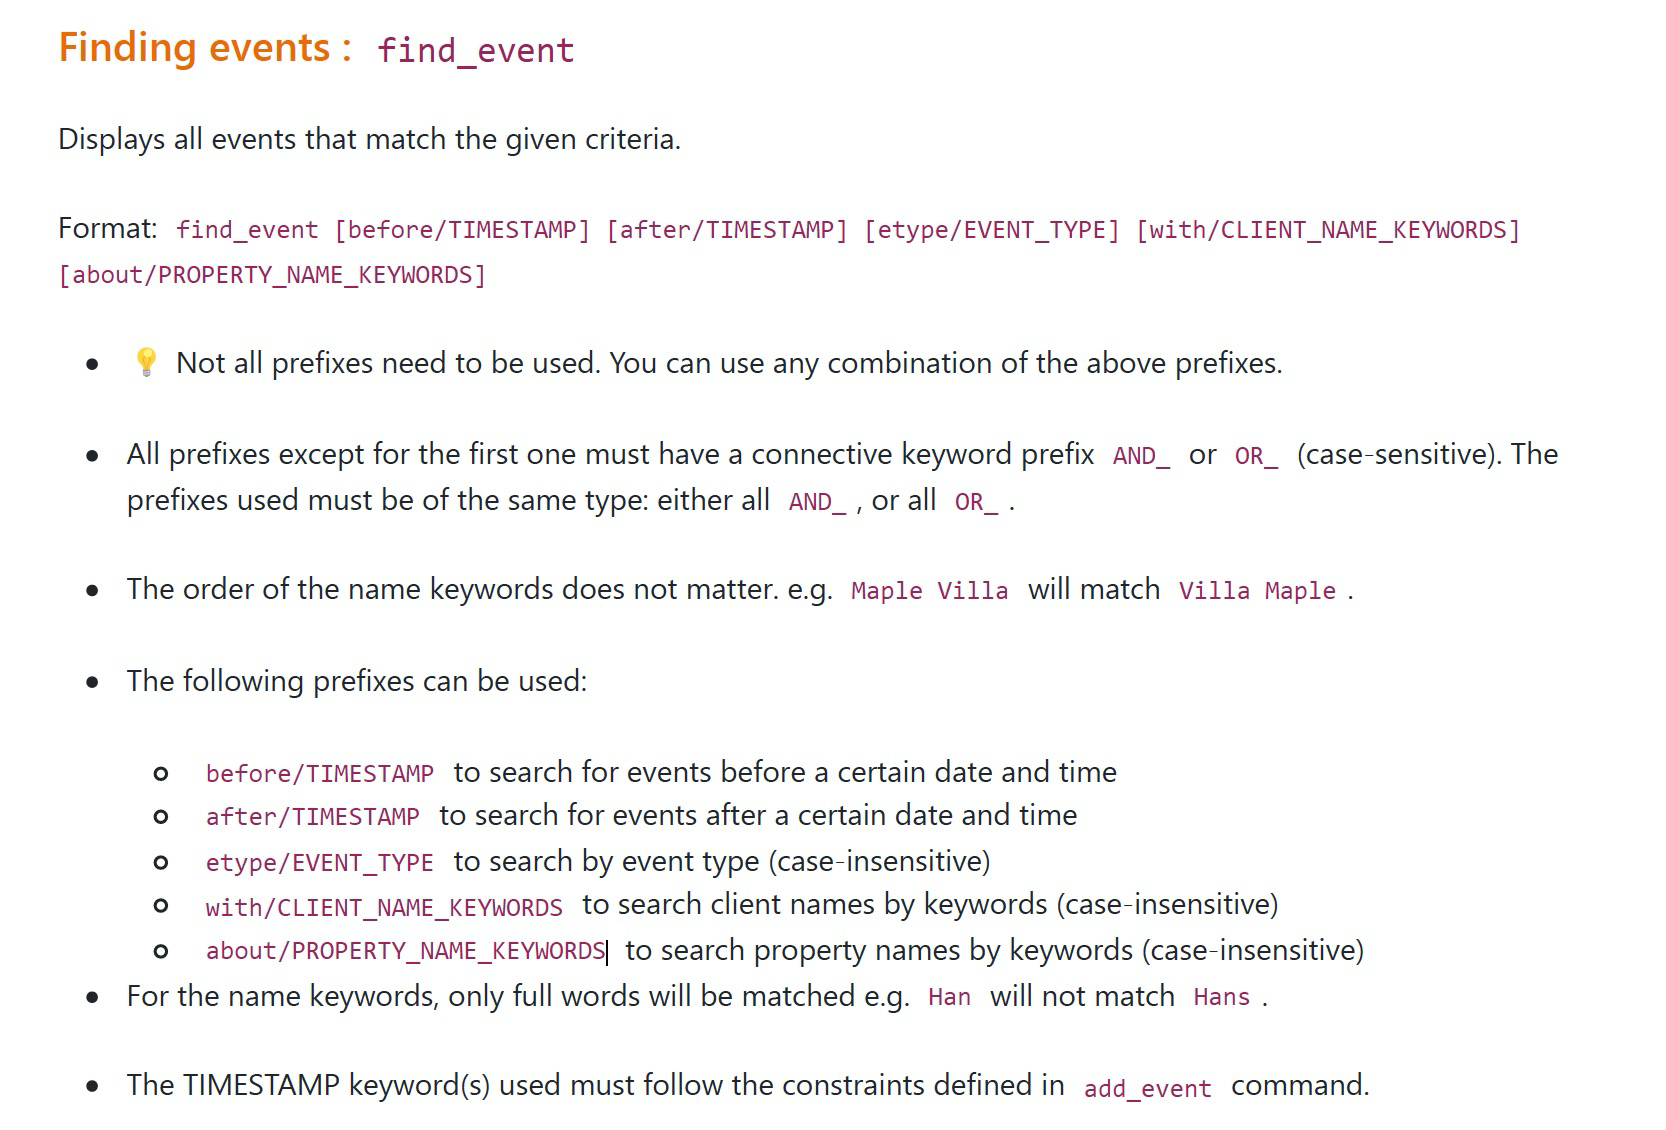 Finding events : find_event
Displays all events that match the given criteria.
Format: find_event [before/TIMESTAMP] [after/TIMESTAMP] [etype/EVENT_TYPE] [with/CLIENT_NAME_KEYWORDS]
[about/PROPERTY_NAME_KEYWORDS]
• 💡 Not all prefixes need to be used. You can use any combination of the above prefixes.
• All prefixes except for the first one must have a connective keyword prefix AND_ or OR_ (case-sensitive). The
prefixes used must be of the same type: either all AND_ , or all OR_ .
• The order of the name keywords does not matter. e.g. Maple Villa will match Villa Maple .
• The following prefixes can be used:
○ before/TIMESTAMP to search for events before a certain date and time
○ after/TIMESTAMP to search for events after a certain date and time
○ etype/EVENT_TYPE to search by event type (case-insensitive)
○ with/CLIENT_NAME_KEYWORDS to search client names by keywords (case-insensitive)
○ about/PROPERTY_NAME_KEYWORDS to search property names by keywords (case-insensitive)
• For the name keywords, only full words will be matched e.g. Han will not match Hans .
• The TIMESTAMP keyword(s) used must follow the constraints defined in add_event command.